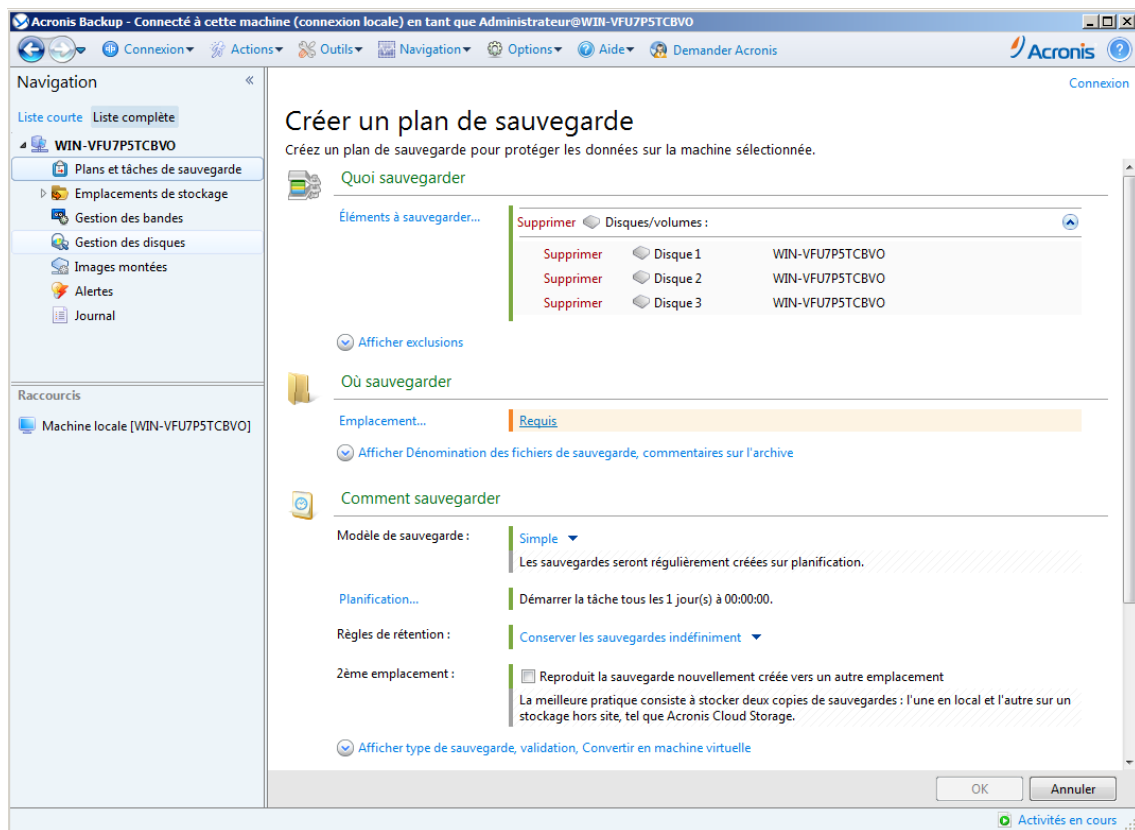 Acronis Backup - Connecté à cette machine (connexion locale) en tant que Administrateur@WIN-VFU7P5TCBVO
Connexion Actions Outils Navigation Options Aide Demander Acronis
Acronis ?
Navigation «
Connexion
Liste courte Liste complète
WIN-VFU7P5TCBVO
Plans et tâches de sauvegarde
Emplacements de stockage
Gestion des bandes
Gestion des disques
Images montées
Alertes
Journal
Raccourcis
Machine locale [WIN-VFU7P5TCBVO]
Créer un plan de sauvegarde
Créez un plan de sauvegarde pour protéger les données sur la machine sélectionnée.
Quoi sauvegarder
Éléments à sauvegarder...
Supprimer Disques/volumes :
Supprimer Disque 1 WIN-VFU7P5TCBVO
Supprimer Disque 2 WIN-VFU7P5TCBVO
Supprimer Disque 3 WIN-VFU7P5TCBVO
Afficher exclusions
Où sauvegarder
Emplacement... Requis
Afficher Dénomination des fichiers de sauvegarde, commentaires sur l'archive
Comment sauvegarder
Modèle de sauvegarde : Simple
Les sauvegardes seront régulièrement créées sur planification.
Planification... Démarrer la tâche tous les 1 jour(s) à 00:00:00.
Règles de rétention : Conserver les sauvegardes indéfiniment
2ème emplacement : Reproduit la sauvegarde nouvellement créée vers un autre emplacement
La meilleure pratique consiste à stocker deux copies de sauvegardes : l'une en local et l'autre sur un
stockage hors site, tel que Acronis Cloud Storage.
Afficher type de sauvegarde, validation, Convertir en machine virtuelle
OK Annuler
Activités en cours